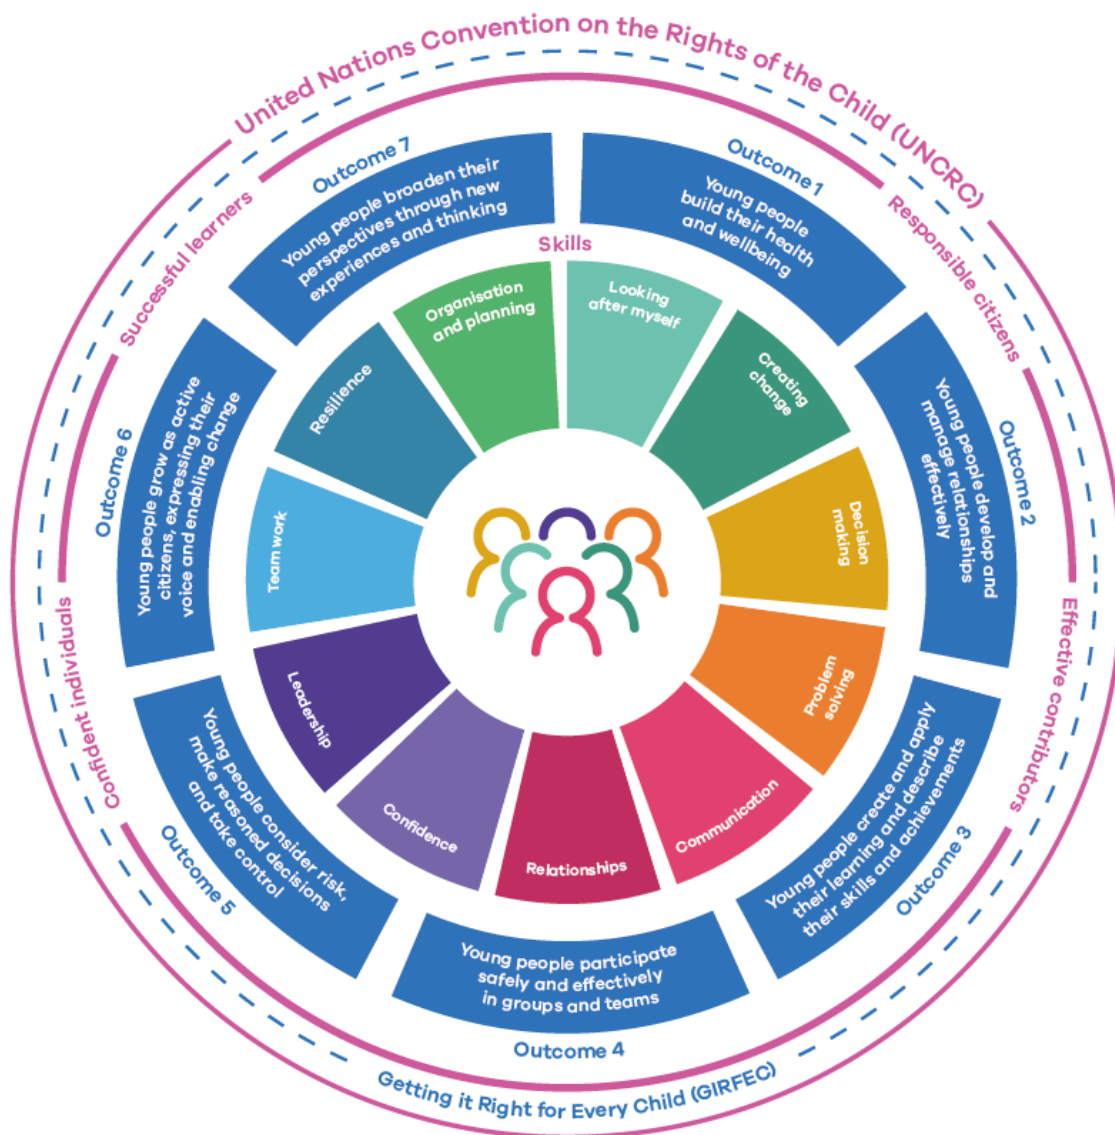 United Nations Convention on the Rights of the Child (UNCRC)
Successful learners
Responsible citizens
Effective contributors
Confident individuals
Getting it Right for Every Child (GIRFEC)
Outcome 1
Young people
build their health
and wellbeing
Outcome 2
Young people develop and
manage relationships
effectively
Outcome 3
Young people create and apply
their learning and describe
their skills and achievements
Outcome 4
Young people participate
safely and effectively
in groups and teams
Outcome 5
Young people consider risk,
make reasoned decisions
and take control
Outcome 6
Young people grow as active
citizens, expressing their
voice and enabling change
Outcome 7
Young people broaden their
perspectives through new
experiences and thinking
Skills
Looking
after myself
Creating
change
Decision
making
Problem
solving
Communication
Relationships
Confidence
Leadership
Teamwork
Resilience
Organisation
and planning